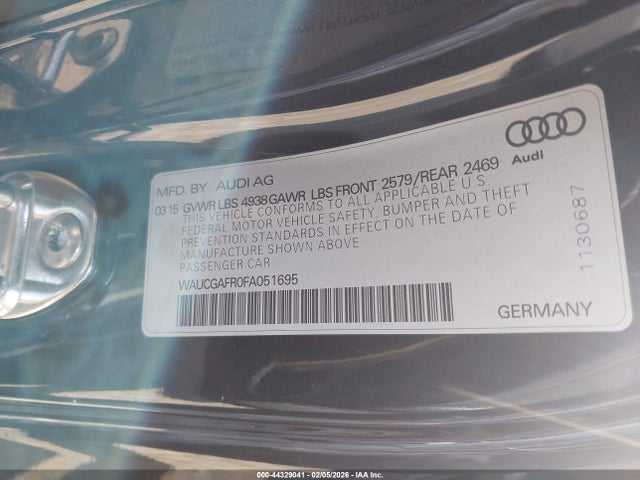 Audi
MFD. BY AUDI AG
03 15 GVWR LBS 4938 GAWR LBS FRONT 2579/REAR 2469
THIS VEHICLE CONFORMS TO ALL APPLICABLE U.S.
FEDERAL MOTOR VEHICLE SAFETY, BUMPER AND THEFT
PREVENTION STANDARDS IN EFFECT ON THE DATE OF
MANUFACTURE SHOWN ABOVE
PASSENGER CAR
WAUCGAFR0FA051695
GERMANY
1130687
000-44329041 - 02/05/2026 - IAA Inc.